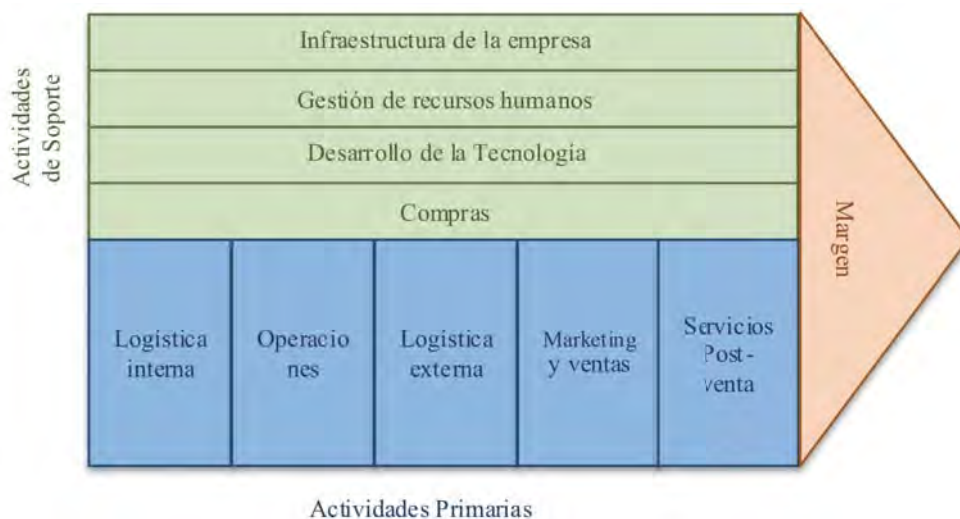 Infraestructura de la empresa
Actividades
de Soporte
Gestión de recursos humanos
Desarrollo de la Tecnología
Compras
Margen
Logística
interna
Operacio
nes
Logística
externa
Marketing
y ventas
Servicios
Post-
venta
Actividades Primarias